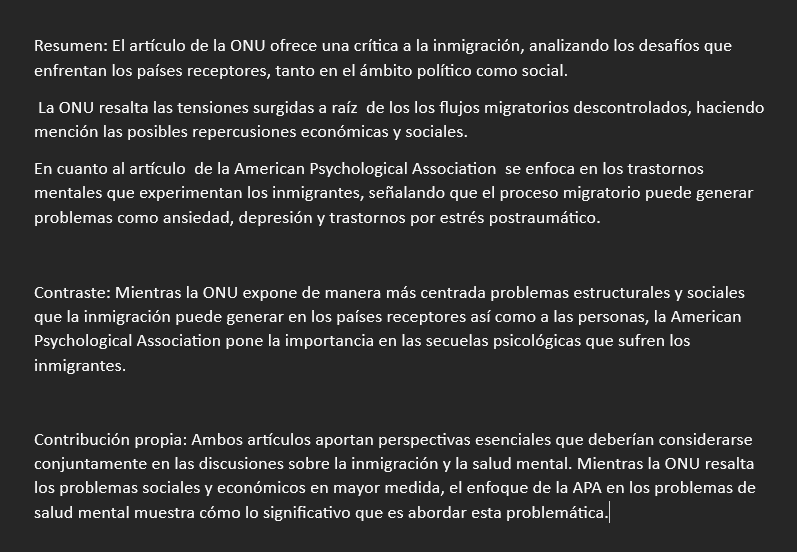 Resumen: El artículo de la ONU ofrece una crítica a la inmigración, analizando los desafíos que
enfrentan los países receptores, tanto en el ámbito político como social.
La ONU resalta las tensiones surgidas a raíz  de los los flujos migratorios descontrolados, haciendo
mención las posibles repercusiones económicas y sociales.
En cuanto al artículo  de la American Psychological Association  se enfoca en los trastornos
mentales que experimentan los inmigrantes, señalando que el proceso migratorio puede generar
problemas como ansiedad, depresión y trastornos por estrés postraumático.
Contraste: Mientras la ONU expone de manera más centrada problemas estructurales y sociales
que la inmigración puede generar en los países receptores así como a las personas, la American
Psychological Association pone la importancia en las secuelas psicológicas que sufren los
inmigrantes.
Contribución propia: Ambos artículos aportan perspectivas esenciales que deberían considerarse
conjuntamente en las discusiones sobre la inmigración y la salud mental. Mientras la ONU resalta
los problemas sociales y económicos en mayor medida, el enfoque de la APA en los problemas de
salud mental muestra cómo lo significativo que es abordar esta problemática.